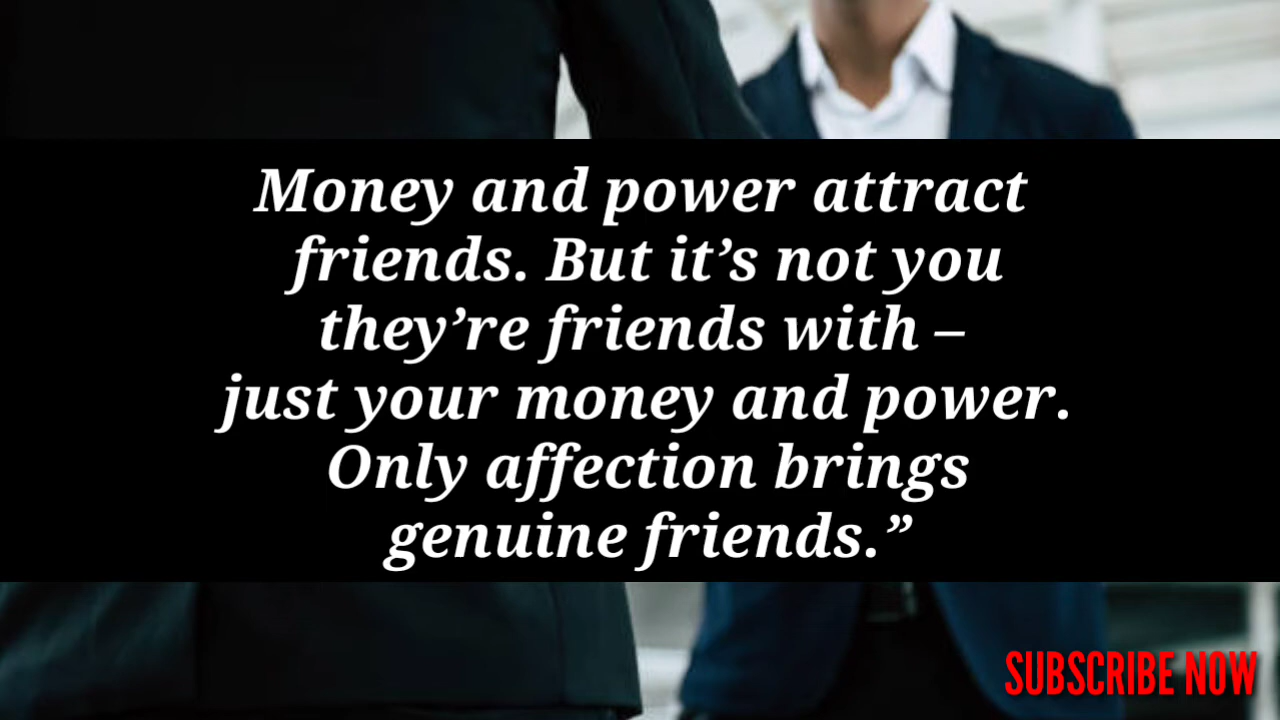 Money and power attract
friends. But it’s not you
they’re friends with –
just your money and power.
Only affection brings
genuine friends.”
SUBSCRIBE NOW